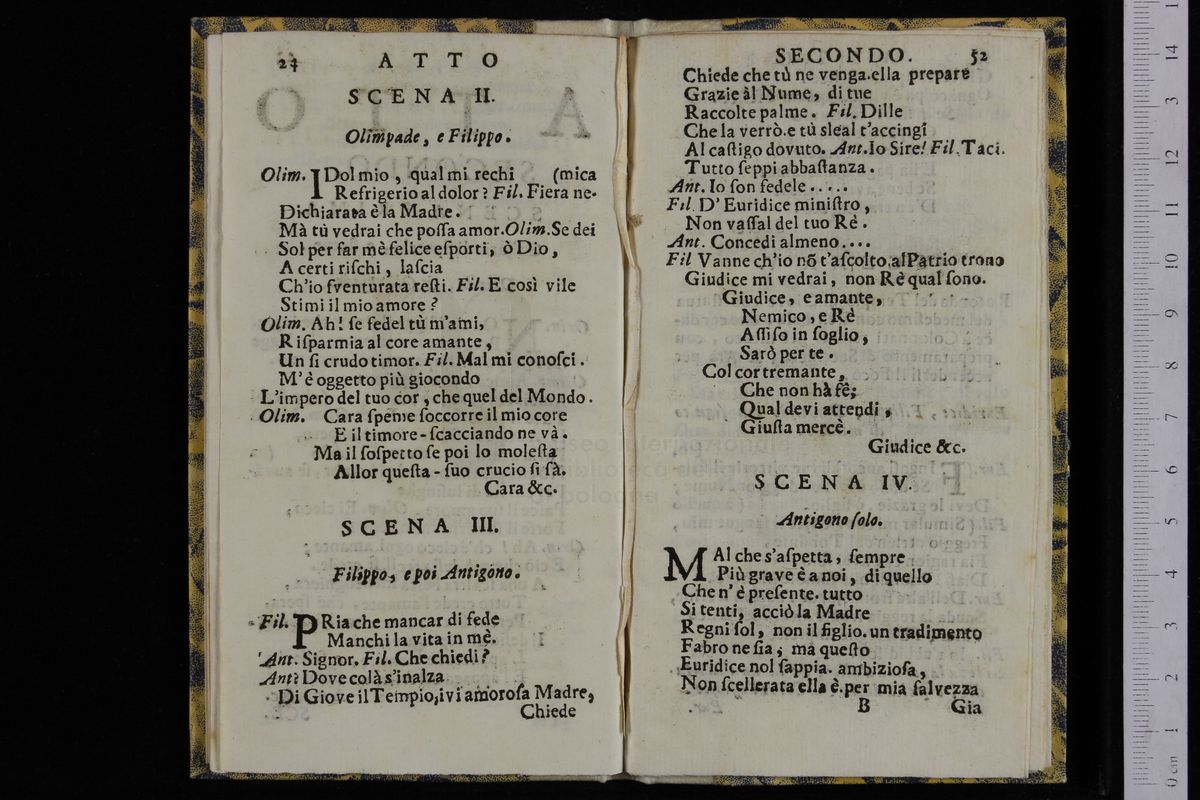 24
ATTO
SCENA II.
Olimpade, e Filippo.
Olim. IDol mio, qual mi rechi (mica
Refrigerio al dolor? Fil. Fiera ne-
Dichiarata è la Madre.
Mà tù vedrai che possa amor. Olim. Se dei
Sol per far mè felice esporti, ò Dio,
A certi rischi, lascia
Ch'io sventurata resti. Fil. E così vile
Stimi il mio amore?
Olim. Ah! se fedel tù m'ami,
Risparmia al core amante,
Un si crudo timor. Fil. Mal mi conosci.
M'è oggetto più giocondo
L'impero del tuo cor, che quel del Mondo.
Olim. Cara speme soccorre il mio core
E il timore - scacciando ne và.
Ma il sospetto se poi lo molesta
Allor questa - suo crucio si fà.
Cara &c.
SCENA III.
Filippo, e poi Antigono.
Fil. PRia che mancar di fede
Manchi la vita in mè.
Ant. Signor. Fil. Che chiedi?
Ant: Dove colà s'inalza
Di Giove il Tempio, ivi amorosa Madre,
Chiede
SECONDO. 52
Chiede che tù ne venga. ella prepare
Grazie àl Nume, di tue
Raccolte palme. Fil. Dille
Che la verrò. e tù sleal t'accingi
Al castigo dovuto. Ant. Io Sire! Fil. Taci.
Tutto seppi abbastanza.
Ant. Io son fedele .....
Fil. D'Euridice ministro,
Non vassal del tuo Rè.
Ant. Concedi almeno....
Fil Vanne ch'io nõ t'ascolto. al Patrio trono
Giudice mi vedrai, non Rè qual sono.
Giudice, e amante,
Nemico, e Rè
Assiso in soglio,
Sarò per te.
Col cor tremante,
Che non hà fê;
Qual devi attendi,
Giusta mercè.
Giudice &c.
SCENA IV.
Antigono solo.
MAl che s'aspetta, sempre
Più grave è a noi, di quello
Che n'è presente. tutto
Si tenti, acciò la Madre
Regni sol, non il figlio. un tradimento
Fabro ne sia; ma questo
Euridice nol sappia. ambiziosa,
Non scellerata ella è. per mia salvezza
B Gia